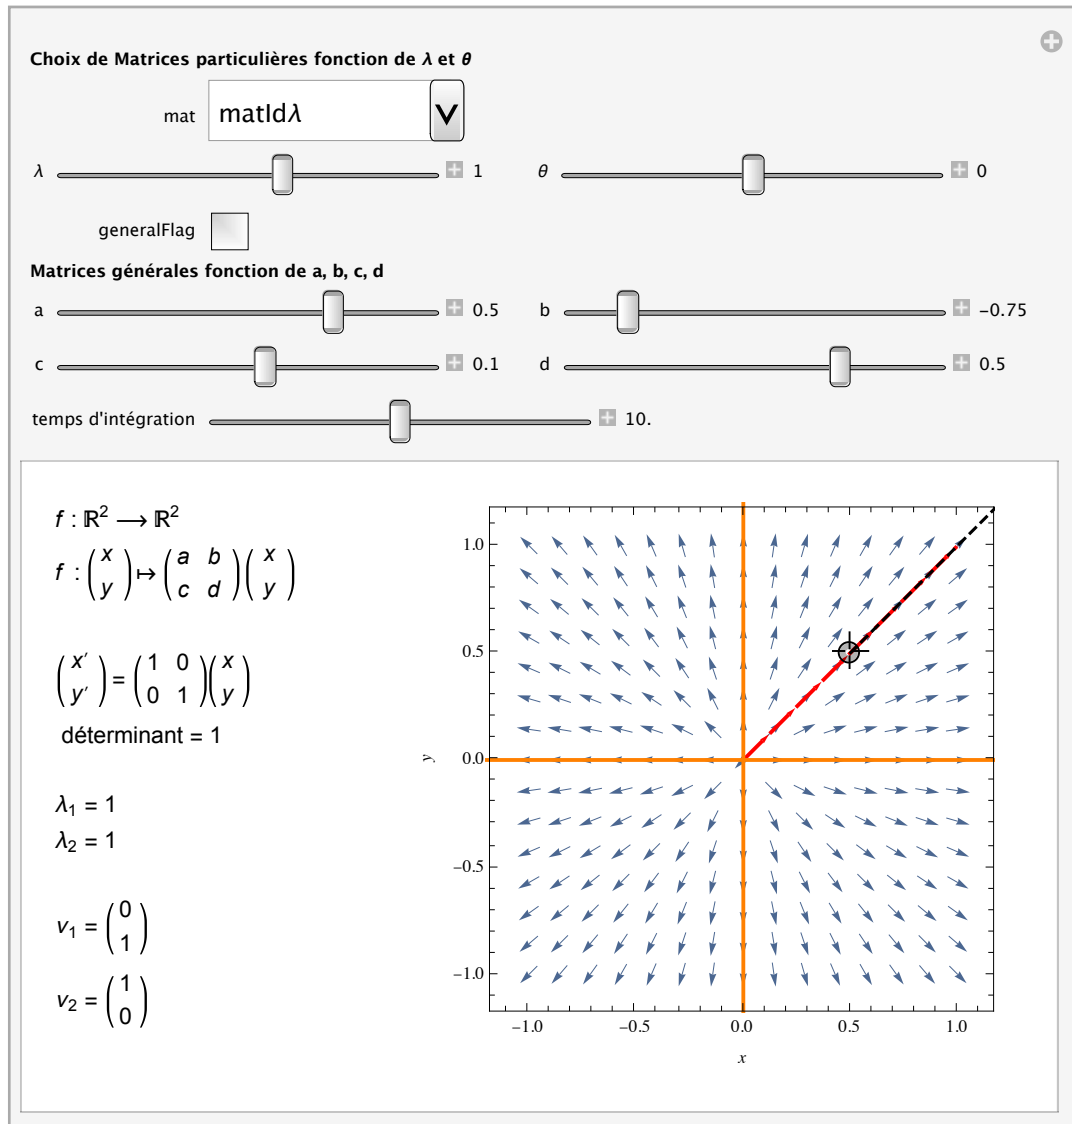 Choix de Matrices particulières fonction de λ et θ
mat matIdλ
λ 1 θ 0
generalFlag
Matrices générales fonction de a, b, c, d
a 0.5 b −0.75
c 0.1 d 0.5
temps d'intégration 10.
f : ℝ² ⟶ ℝ²
f : (x y) ↦ (a b c d)(x y)
(x′ y′) = (1 0 0 1)(x y)
déterminant = 1
λ₁ = 1
λ₂ = 1
v₁ = (0 1)
v₂ = (1 0)
1.0
0.5
y 0.0
−0.5
−1.0
−1.0 −0.5 0.0 0.5 1.0
x